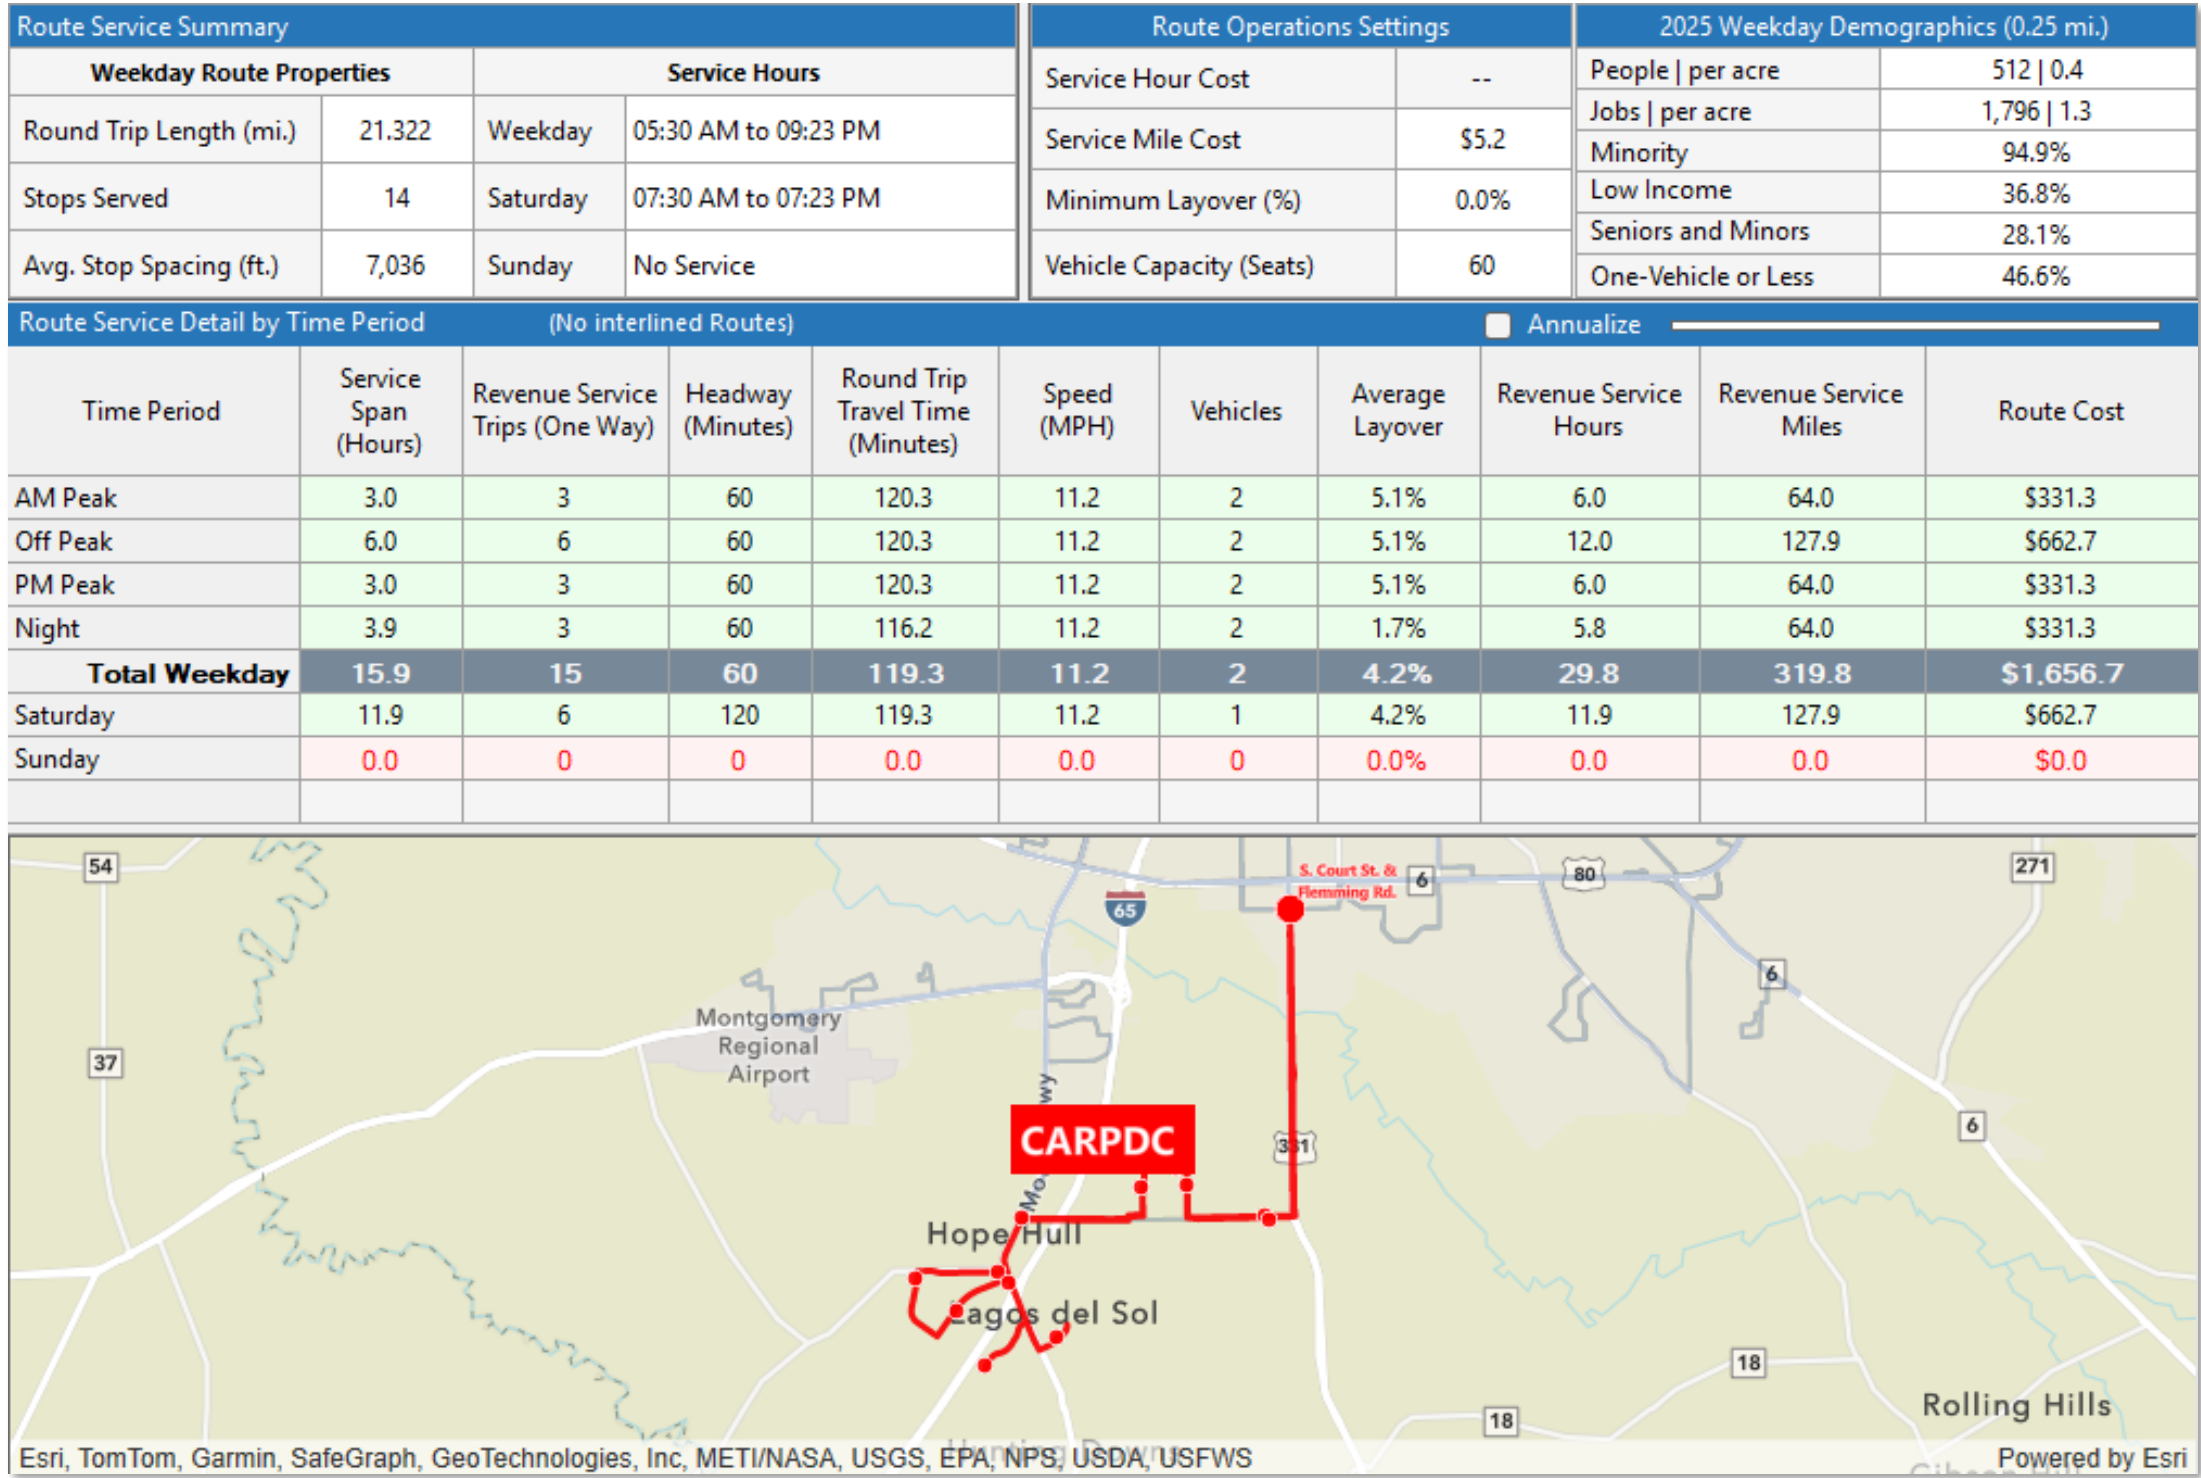 Route Service Summary
Weekday Route Properties Service Hours
Round Trip Length (mi.) 21.322 Weekday 05:30 AM to 09:23 PM
Stops Served 14 Saturday 07:30 AM to 07:23 PM
Avg. Stop Spacing (ft.) 7,036 Sunday No Service
Route Operations Settings
Service Hour Cost --
Service Mile Cost $5.2
Minimum Layover (%) 0.0%
Vehicle Capacity (Seats) 60
2025 Weekday Demographics (0.25 mi.)
People | per acre 512 | 0.4
Jobs | per acre 1,796 | 1.3
Minority 94.9%
Low Income 36.8%
Seniors and Minors 28.1%
One-Vehicle or Less 46.6%
Route Service Detail by Time Period (No interlined Routes) Annualize
Time Period Service Span (Hours) Revenue Service Trips (One Way) Headway (Minutes) Round Trip Travel Time (Minutes) Speed (MPH) Vehicles Average Layover Revenue Service Hours Revenue Service Miles Route Cost
AM Peak 3.0 3 60 120.3 11.2 2 5.1% 6.0 64.0 $331.3
Off Peak 6.0 6 60 120.3 11.2 2 5.1% 12.0 127.9 $662.7
PM Peak 3.0 3 60 120.3 11.2 2 5.1% 6.0 64.0 $331.3
Night 3.9 3 60 116.2 11.2 2 1.7% 5.8 64.0 $331.3
Total Weekday 15.9 15 60 119.3 11.2 2 4.2% 29.8 319.8 $1,656.7
Saturday 11.9 6 120 119.3 11.2 1 4.2% 11.9 127.9 $662.7
Sunday 0.0 0 0 0.0 0.0 0 0.0% 0.0 0.0 $0.0
54
S. Court St. &
Flemming Rd.
6
80
271
65
6
Montgomery
Regional
Airport
37
6
CARPDC
331
Hope Hull
Lagos del Sol
18
Rolling Hills
18
Hunting Downs
Esri, TomTom, Garmin, SafeGraph, GeoTechnologies, Inc, METI/NASA, USGS, EPA, NPS, USDA, USFWS
Powered by Esri